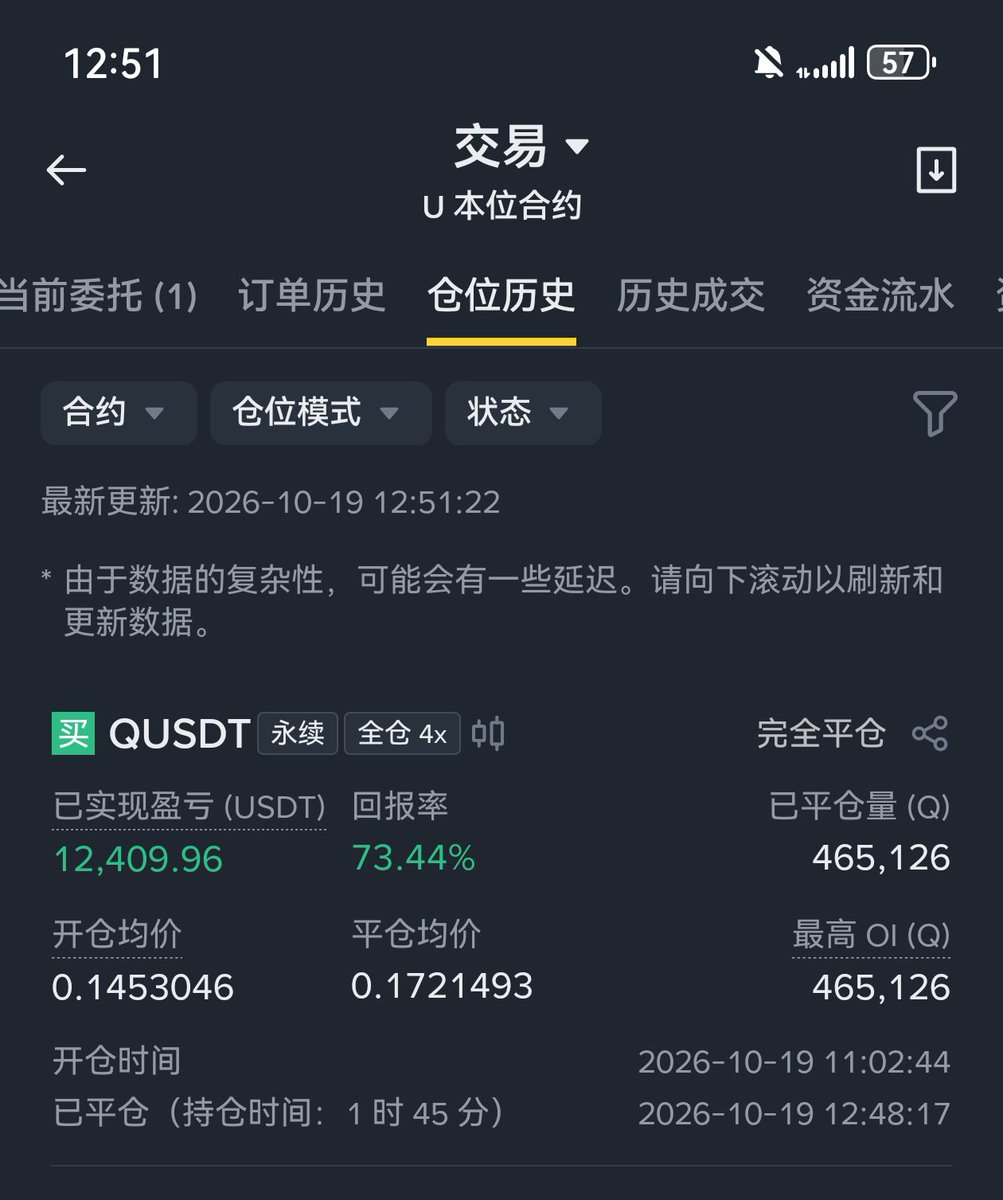 12:51
57
交易
U 本位合约
当前委托 (1) 订单历史 仓位历史 历史成交 资金流水
合约 仓位模式 状态
最新更新: 2026-10-19 12:51:22
* 由于数据的复杂性，可能会有一些延迟。请向下滚动以刷新和
更新数据。
买 QUSDT 永续 全仓 4x 完全平仓
已实现盈亏 (USDT) 回报率 已平仓量 (Q)
12,409.96 73.44% 465,126
开仓均价 平仓均价 最高 OI (Q)
0.1453046 0.1721493 465,126
开仓时间 2026-10-19 11:02:44
已平仓（持仓时间： 1 时 45 分） 2026-10-19 12:48:17